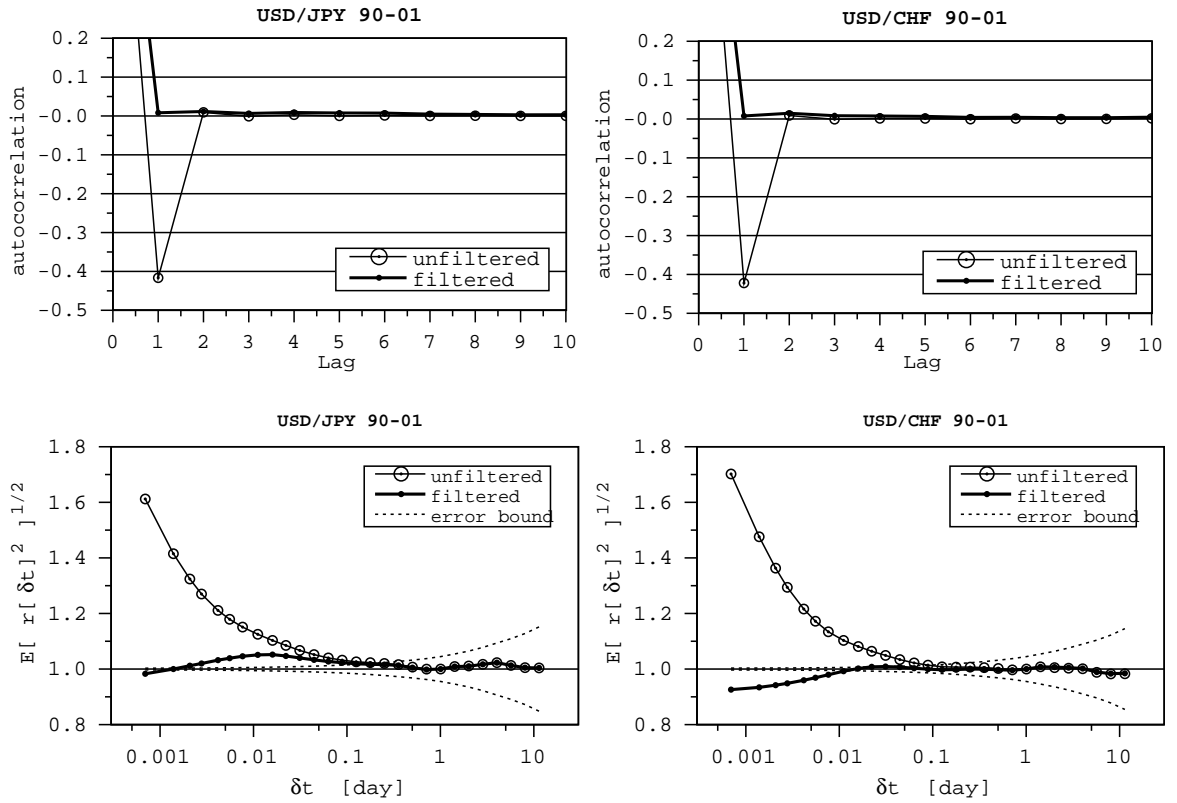 USD/JPY 90-01
0.2
0.1
-0.0
-0.1
-0.2
-0.3
-0.4
-0.5
autocorrelation
unfiltered
filtered
0 1 2 3 4 5 6 7 8 9 10
Lag
USD/CHF 90-01
0.2
0.1
-0.0
-0.1
-0.2
-0.3
-0.4
-0.5
autocorrelation
unfiltered
filtered
0 1 2 3 4 5 6 7 8 9 10
Lag
USD/JPY 90-01
1.8
1.6
1.4
1.2
1.0
0.8
E[ r[ δt]² ]^1/2
unfiltered
filtered
error bound
0.001 0.01 0.1 1 10
δt [day]
USD/CHF 90-01
1.8
1.6
1.4
1.2
1.0
0.8
E[ r[ δt]² ]^1/2
unfiltered
filtered
error bound
0.001 0.01 0.1 1 10
δt [day]